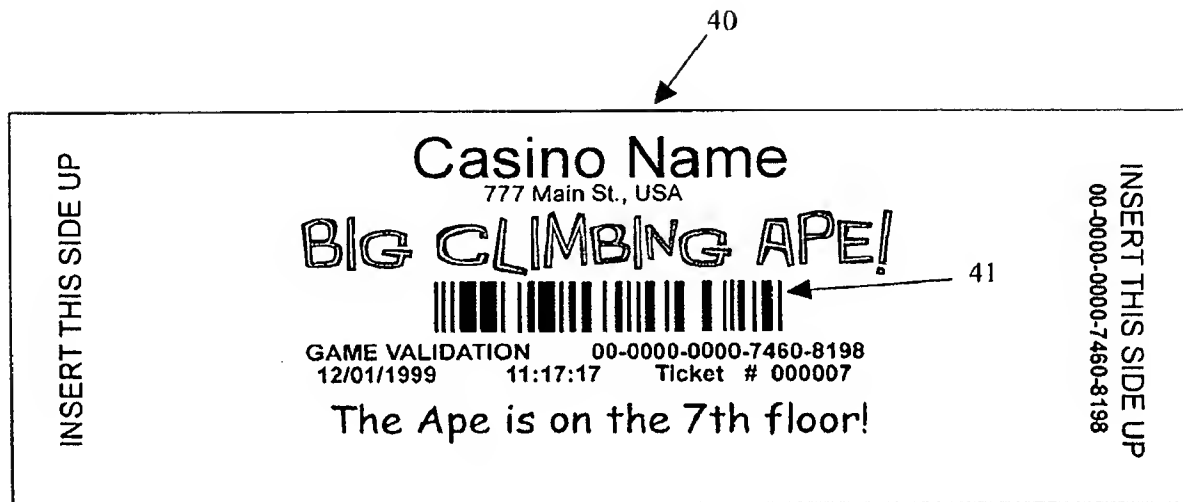 40
INSERT THIS SIDE UP
Casino Name
777 Main St., USA
BIG CLIMBING APE!
41
GAME VALIDATION 00-0000-0000-7460-8198
12/01/1999 11:17:17 Ticket # 000007
The Ape is on the 7th floor!
INSERT THIS SIDE UP
00-0000-0000-7460-8198